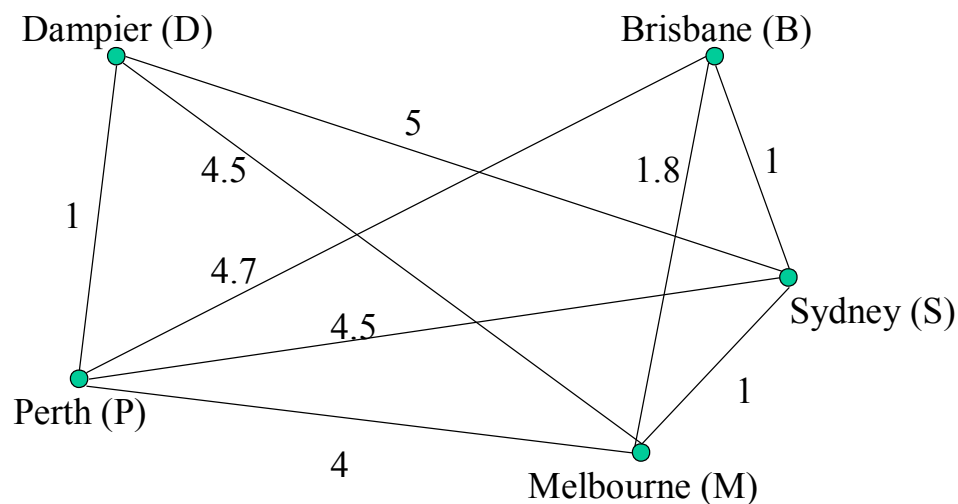 Dampier (D)
Brisbane (B)
5
4.5
1.8
1
1
4.7
4.5
Sydney (S)
1
Perth (P)
4
Melbourne (M)